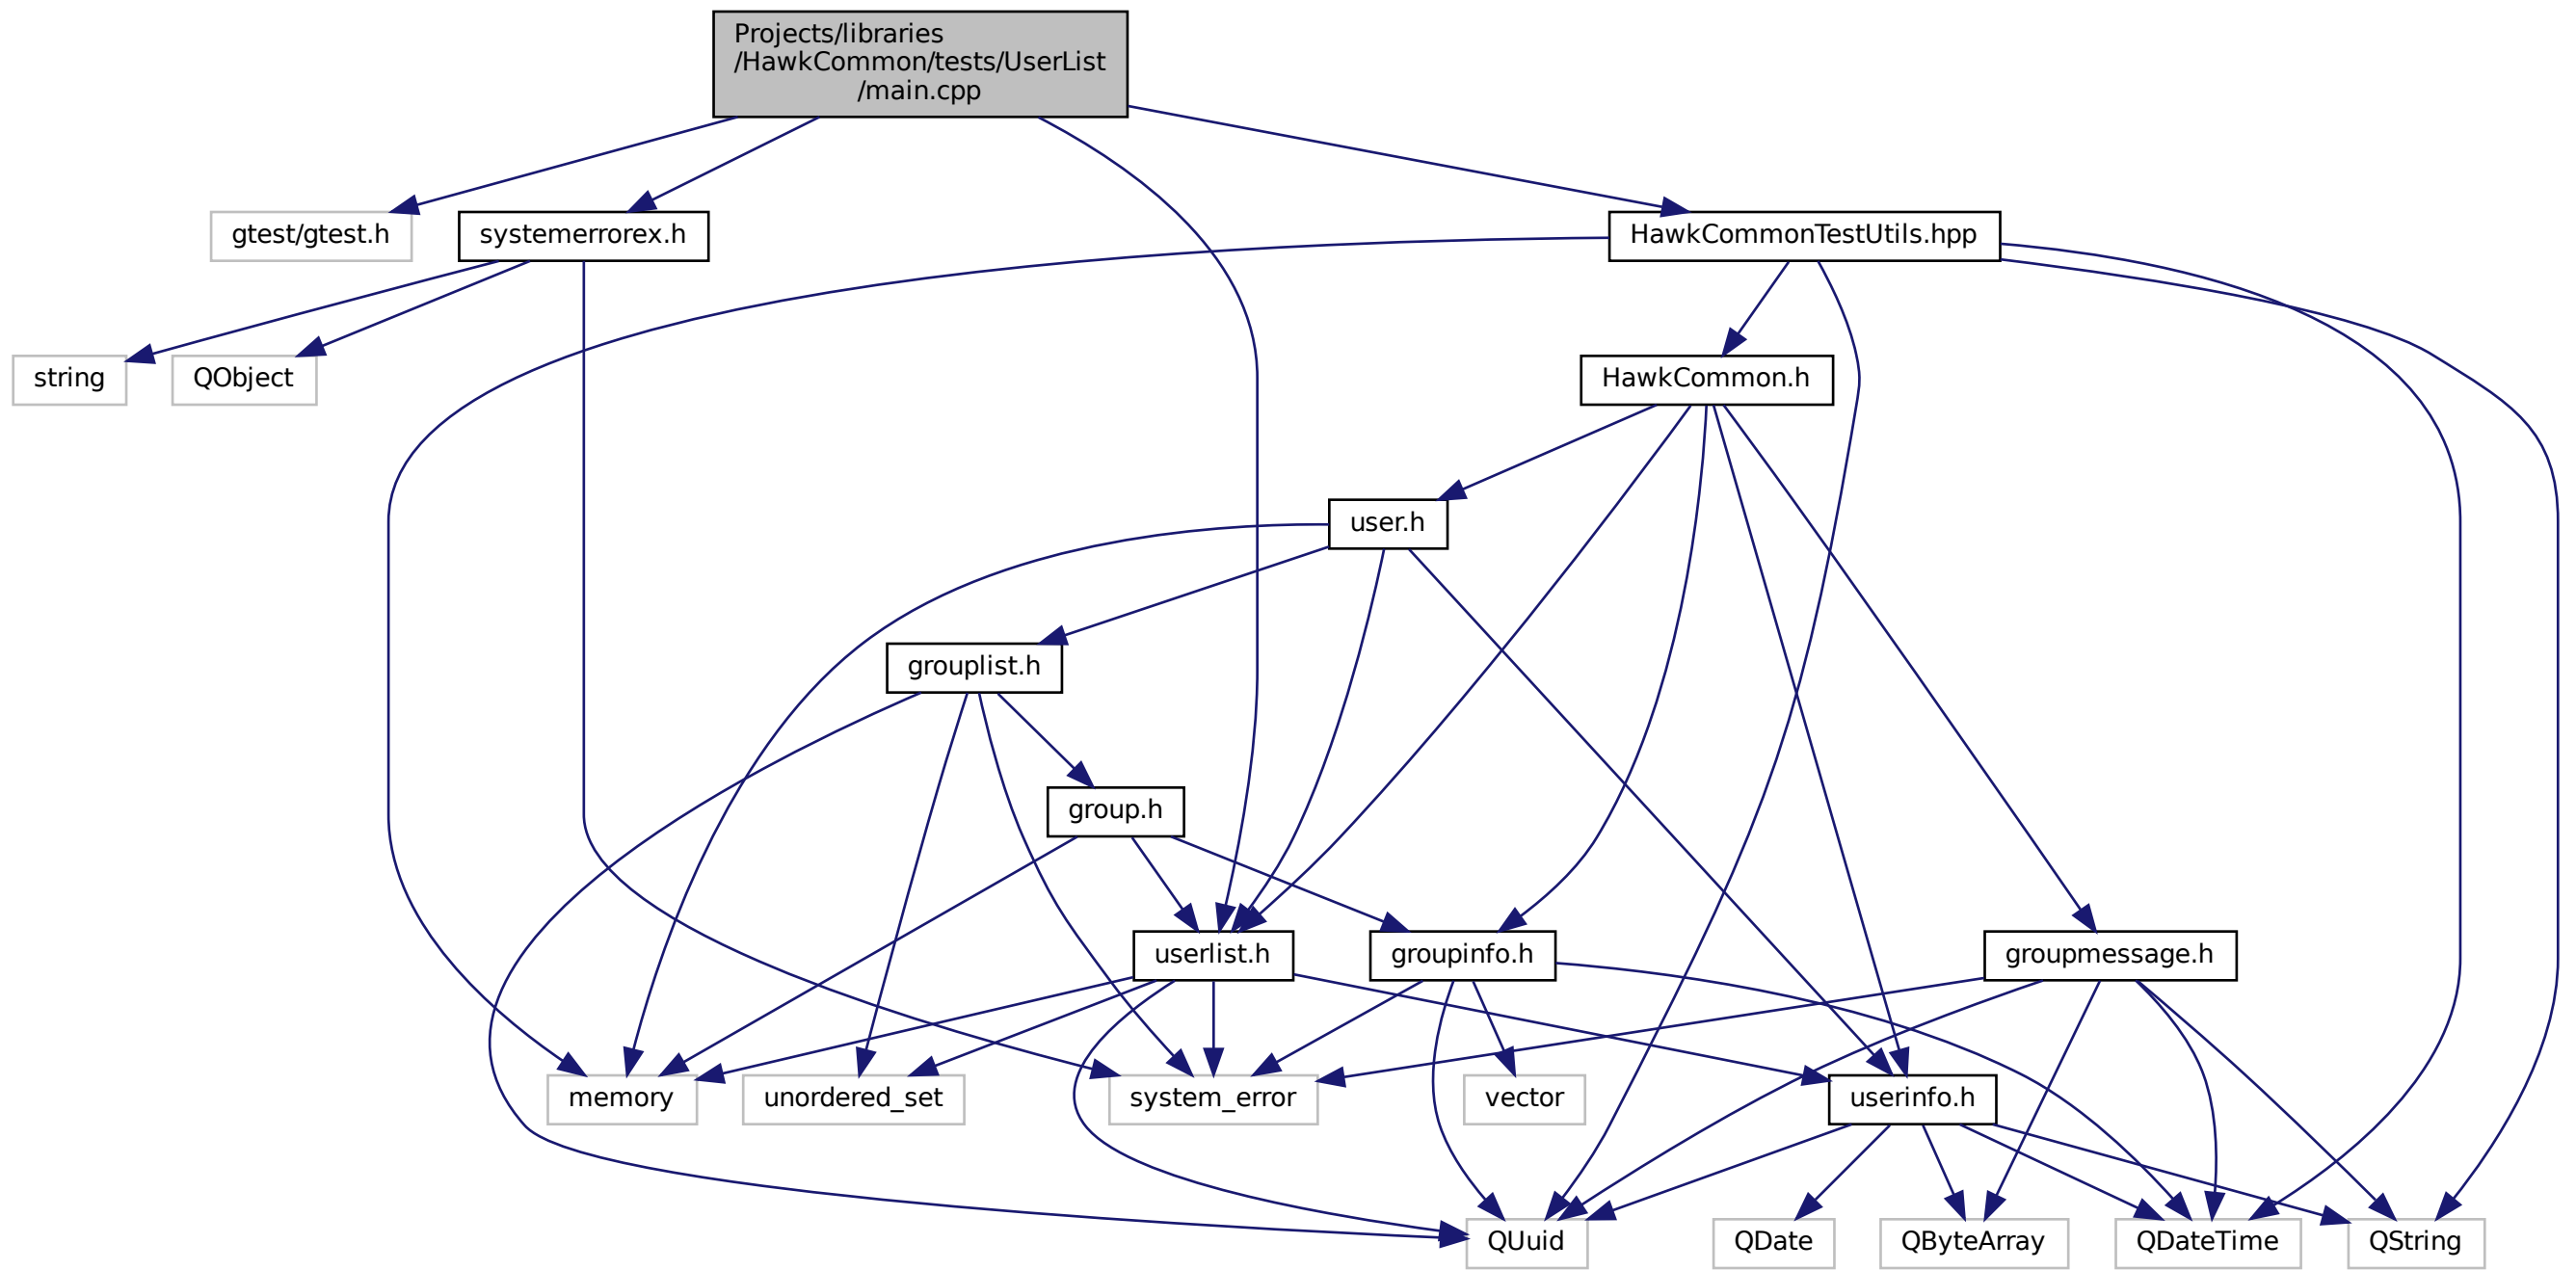 Projects/libraries
/HawkCommon/tests/UserList
/main.cpp
gtest/gtest.h
systemerrorex.h
HawkCommonTestUtils.hpp
string
QObject
HawkCommon.h
user.h
grouplist.h
group.h
userlist.h
groupinfo.h
groupmessage.h
memory
unordered_set
system_error
vector
userinfo.h
QUuid
QDate
QByteArray
QDateTime
QString